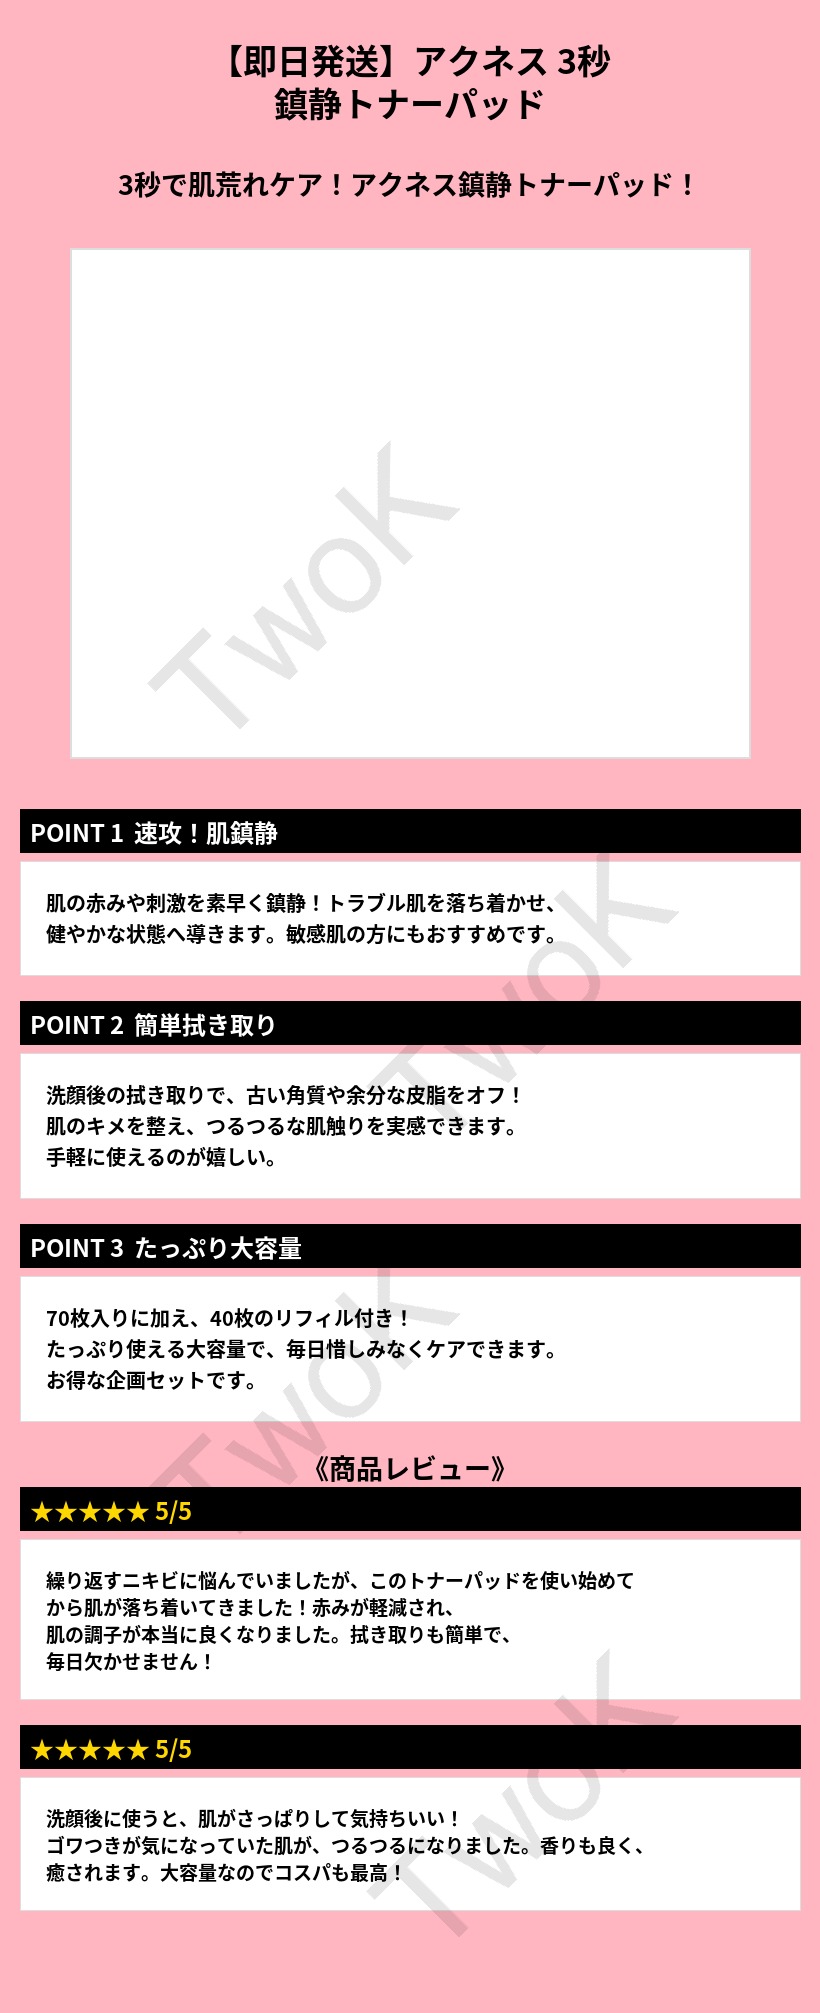 【即日発送】アクネス 3秒
鎮静トナーパッド
3秒で肌荒れケア！アクネス鎮静トナーパッド！
TwoK
POINT 1 速攻！肌鎮静
肌の赤みや刺激を素早く鎮静！トラブル肌を落ち着かせ、
健やかな状態へ導きます。敏感肌の方にもおすすめです。
TwoK
POINT 2 簡単拭き取り
洗顔後の拭き取りで、古い角質や余分な皮脂をオフ！
肌のキメを整え、つるつるな肌触りを実感できます。
手軽に使えるのが嬉しい。
POINT 3 たっぷり大容量
70枚入りに加え、40枚のリフィル付き！
たっぷり使える大容量で、毎日惜しみなくケアできます。
お得な企画セットです。
TwoK
《商品レビュー》
★★★★★ 5/5
繰り返すニキビに悩んでいましたが、このトナーパッドを使い始めて
から肌が落ち着いてきました！赤みが軽減され、
肌の調子が本当に良くなりました。拭き取りも簡単で、
毎日欠かせません！
★★★★★ 5/5
洗顔後に使うと、肌がさっぱりして気持ちいい！
ゴワつきが気になっていた肌が、つるつるになりました。香りも良く、
癒されます。大容量なのでコスパも最高！
TwoK